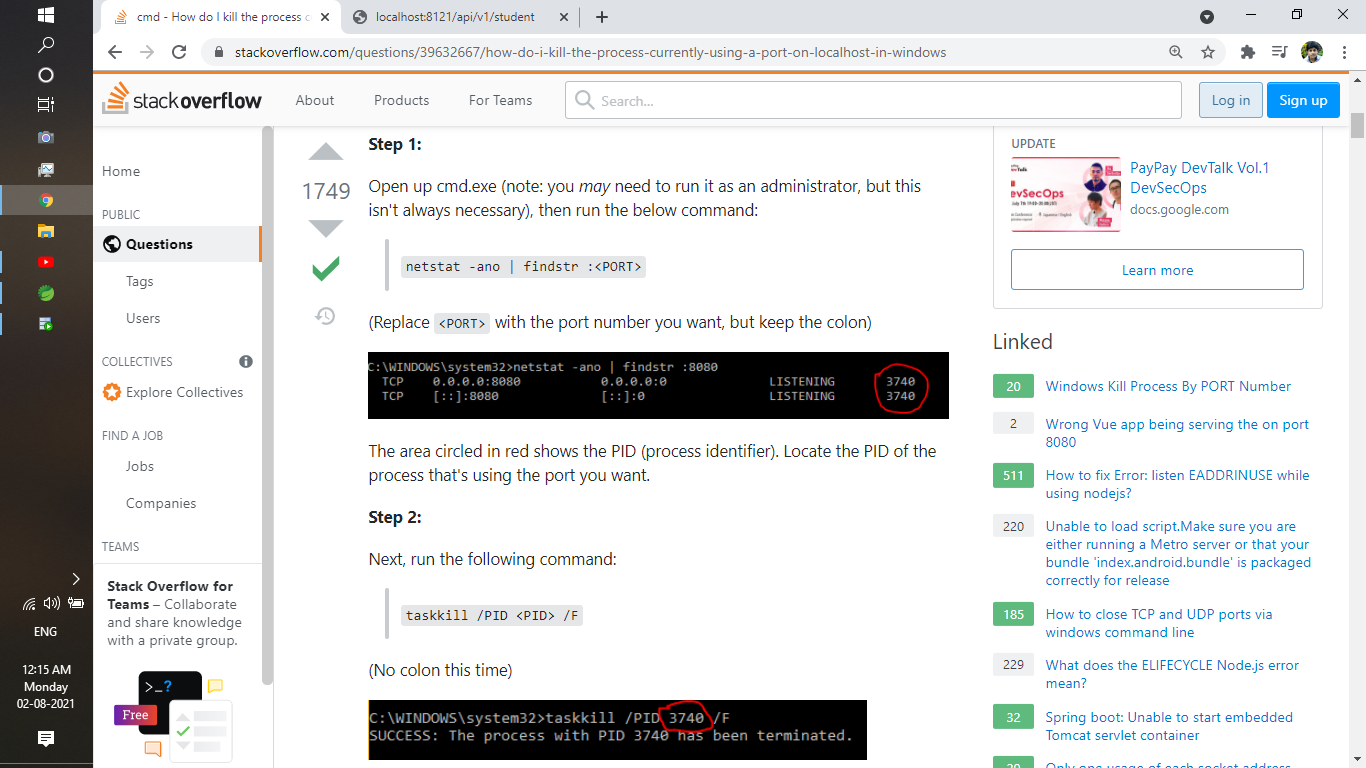 cmd - How do I kill the process c
localhost:8121/api/v1/student
stackoverflow.com/questions/39632667/how-do-i-kill-the-process-currently-using-a-port-on-localhost-in-windows
stackoverflow
About
Products
For Teams
Search...
Log in
Sign up
Home
PUBLIC
Questions
Tags
Users
COLLECTIVES
Explore Collectives
FIND A JOB
Jobs
Companies
TEAMS
Stack Overflow for
Teams – Collaborate
and share knowledge
with a private group.
>_?
Free
1749
Step 1:
Open up cmd.exe (note: you may need to run it as an administrator, but this
isn't always necessary), then run the below command:
netstat -ano | findstr :<PORT>
(Replace <PORT> with the port number you want, but keep the colon)
C:\WINDOWS\system32>netstat -ano | findstr :8080
TCP 0.0.0.0:8080 0.0.0.0:0 LISTENING 3740
TCP [::]:8080 [::]:0 LISTENING 3740
The area circled in red shows the PID (process identifier). Locate the PID of the
process that's using the port you want.
Step 2:
Next, run the following command:
taskkill /PID <PID> /F
(No colon this time)
C:\WINDOWS\system32>taskkill /PID 3740 /F
SUCCESS: The process with PID 3740 has been terminated.
UPDATE
PayPay DevTalk Vol.1
DevSecOps
docs.google.com
Learn more
Linked
20 Windows Kill Process By PORT Number
2 Wrong Vue app being serving the on port
8080
511 How to fix Error: listen EADDRINUSE while
using nodejs?
220 Unable to load script.Make sure you are
either running a Metro server or that your
bundle 'index.android.bundle' is packaged
correctly for release
185 How to close TCP and UDP ports via
windows command line
229 What does the ELIFECYCLE Node.js error
mean?
32 Spring boot: Unable to start embedded
Tomcat servlet container
Only one usage of each socket address
ENG
12:15 AM
Monday
02-08-2021